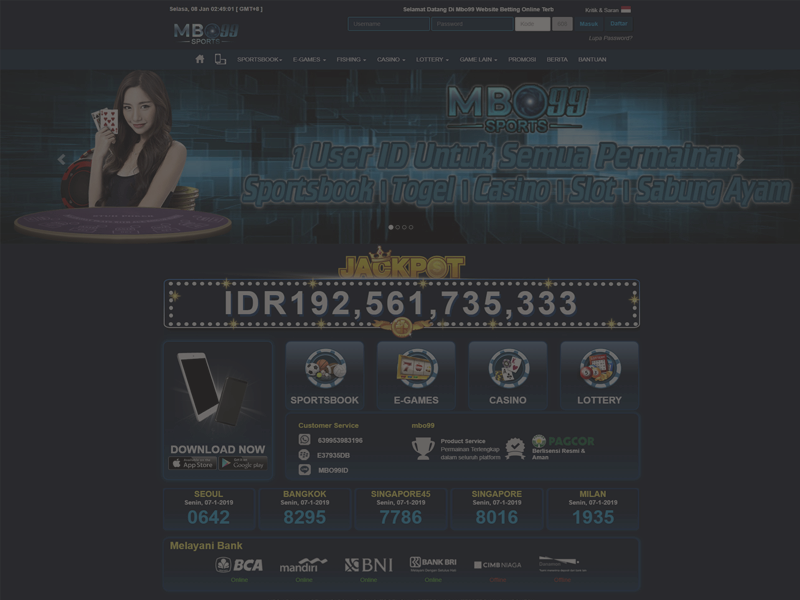 Selasa, 08 Jan 02:49:01 [ GMT+8 ]
Selamat Datang Di Mbo99 Website Betting Online Terb
Kritik & Saran
MBO99
SPORTS
Username
Password
Masuk
Daftar
Lupa Password?
SPORTSBOOK
E-GAMES
FISHING
CASINO
LOTTERY
GAME LAIN
PROMOSI
BERITA
BANTUAN
MBO99
SPORTS
1 User ID Untuk Semua Permainan
Sportsbook | Togel | Casino | Slot | Sabung Ayam
JACKPOT
IDR192,561,735,333
SPORTSBOOK
E-GAMES
CASINO
LOTTERY
DOWNLOAD NOW
App Store
Google play
Customer Service
639953983196
E37935DB
MBO99ID
mbo99
Product Service
Permainan Terlengkap
dalam sekuruh platform
PAGCOR
Berlisensi Resmi &
Aman
SEOUL
Senin, 07-1-2019
0642
BANGKOK
Senin, 07-1-2019
8295
SINGAPORE45
Senin, 07-1-2019
7786
SINGAPORE
Senin, 07-1-2019
8016
MILAN
Senin, 07-1-2019
1935
Melayani Bank
BCA
mandiri
BNI
BANK BRI
CIMB NIAGA
Online
Online
Online
Online
Offline
Offline